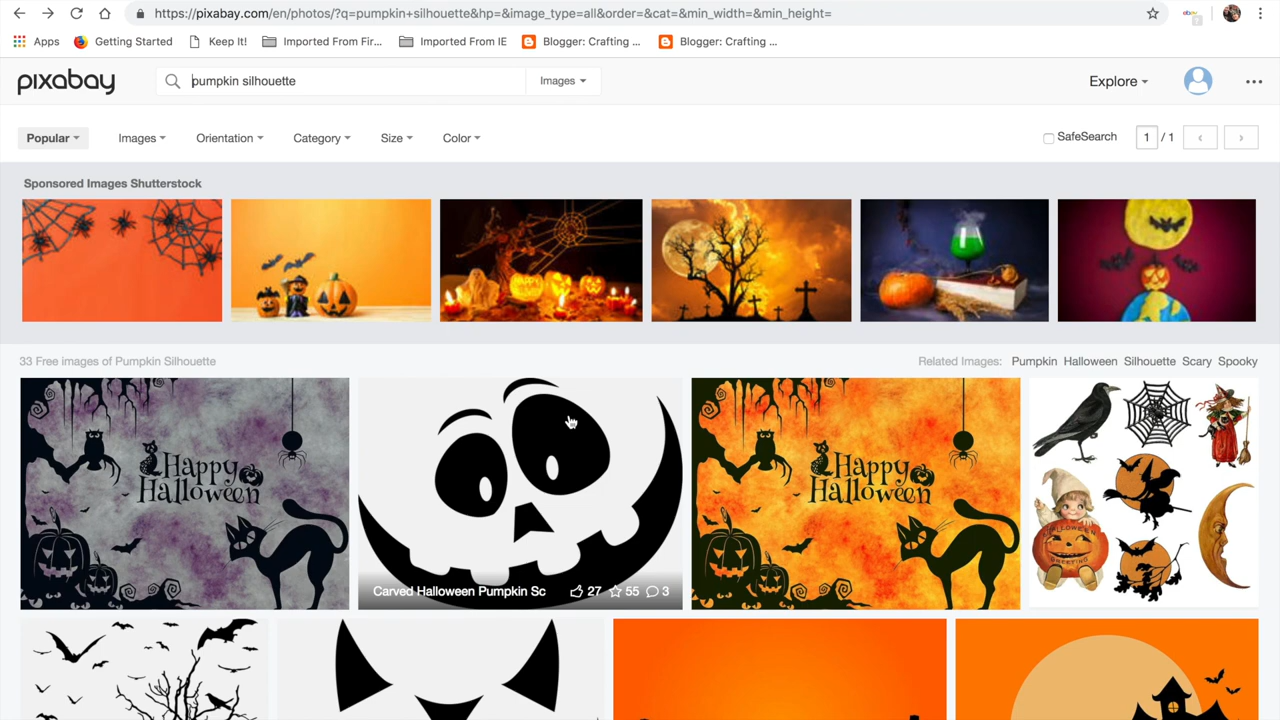 https://pixabay.com/en/photos/?q=pumpkin+silhouette&hp=&image_type=all&order=&cat=&min_width=&min_height=
Apps Getting Started Keep It! Imported From Fir... Imported From IE Blogger: Crafting ... Blogger: Crafting ...
pixabay pumpkin silhouette Images Explore
Popular Images Orientation Category Size Color SafeSearch 1 / 1
Sponsored Images Shutterstock
33 Free images of Pumpkin Silhouette Related Images: Pumpkin Halloween Silhouette Scary Spooky
Happy
Halloween
Carved Halloween Pumpkin Sc 27 55 3
Happy
Halloween
HALLOWEEN
GREETING